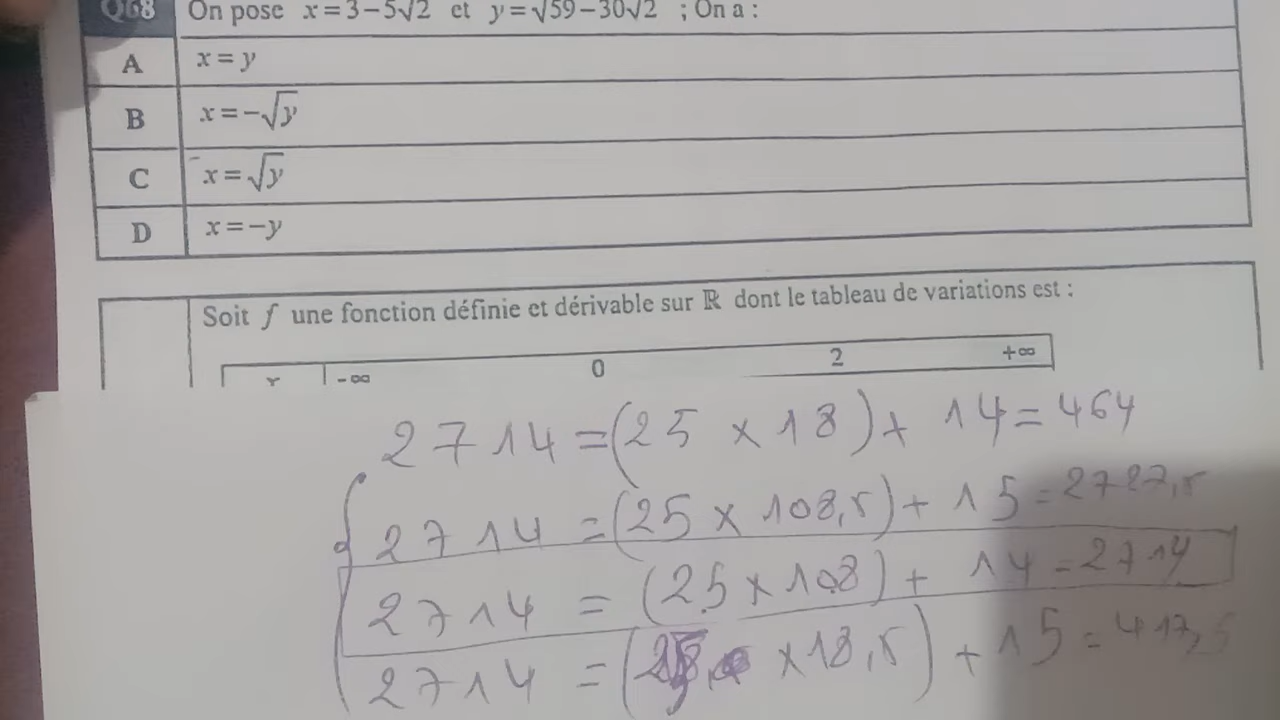 Q68 On pose x = 3 – 5√2 et y = √59 – 30√2 ; On a :
A x = y
B x = –√y
C x = √y
D x = –y
Soit f une fonction définie et dérivable sur ℝ dont le tableau de variations est :
x -∞ 0 2 +∞
2714 = (25 × 18) + 14 = 464
2714 = (25 × 108,5) + 15 = 2727,5
2714 = (25 × 108) + 14 = 2714
2714 = ( × 18,5) + 15 = 417,5